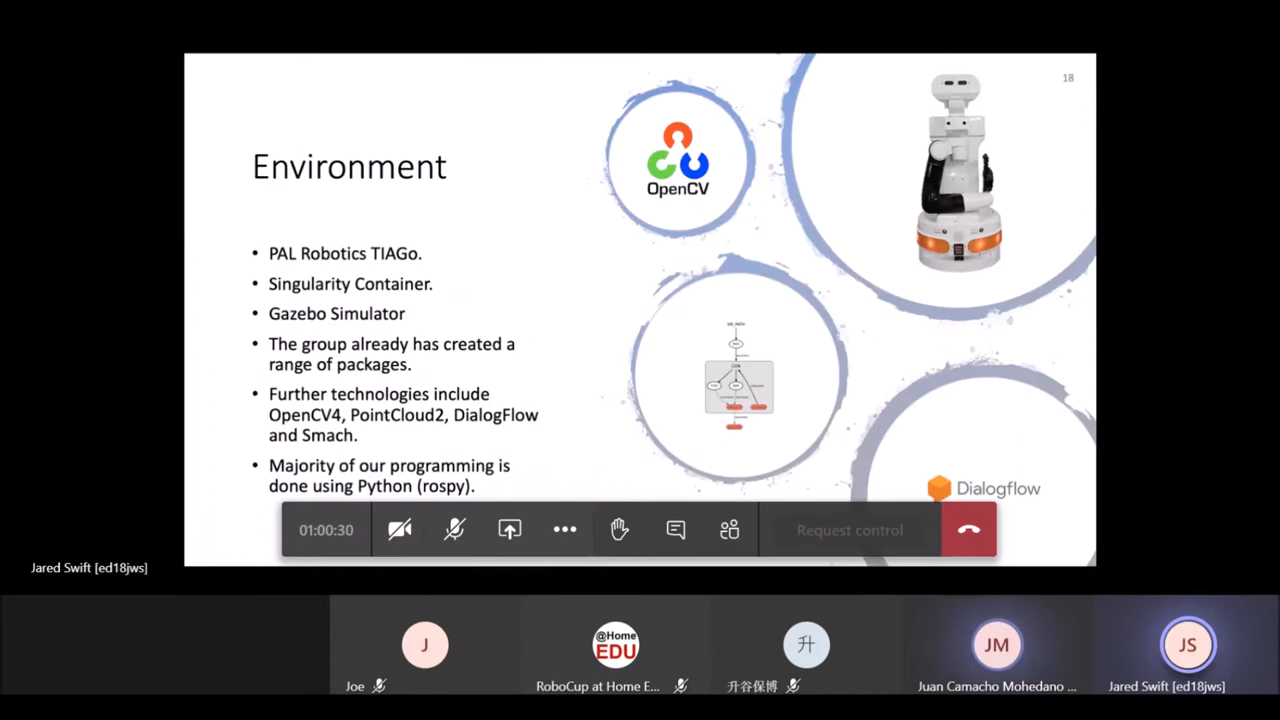 18
OpenCV
Environment
• PAL Robotics TIAGo.
• Singularity Container.
• Gazebo Simulator
• The group already has created a
range of packages.
• Further technologies include
OpenCV4, PointCloud2, DialogFlow
and Smach.
• Majority of our programming is
done using Python (rospy).
Dialogflow
01:00:30
Request control
Jared Swift [ed18jws]
J
@Home
EDU
升
JM
JS
Joe
RoboCup at Home E...
升谷保博
Juan Camacho Mohedano ...
Jared Swift [ed18jws]